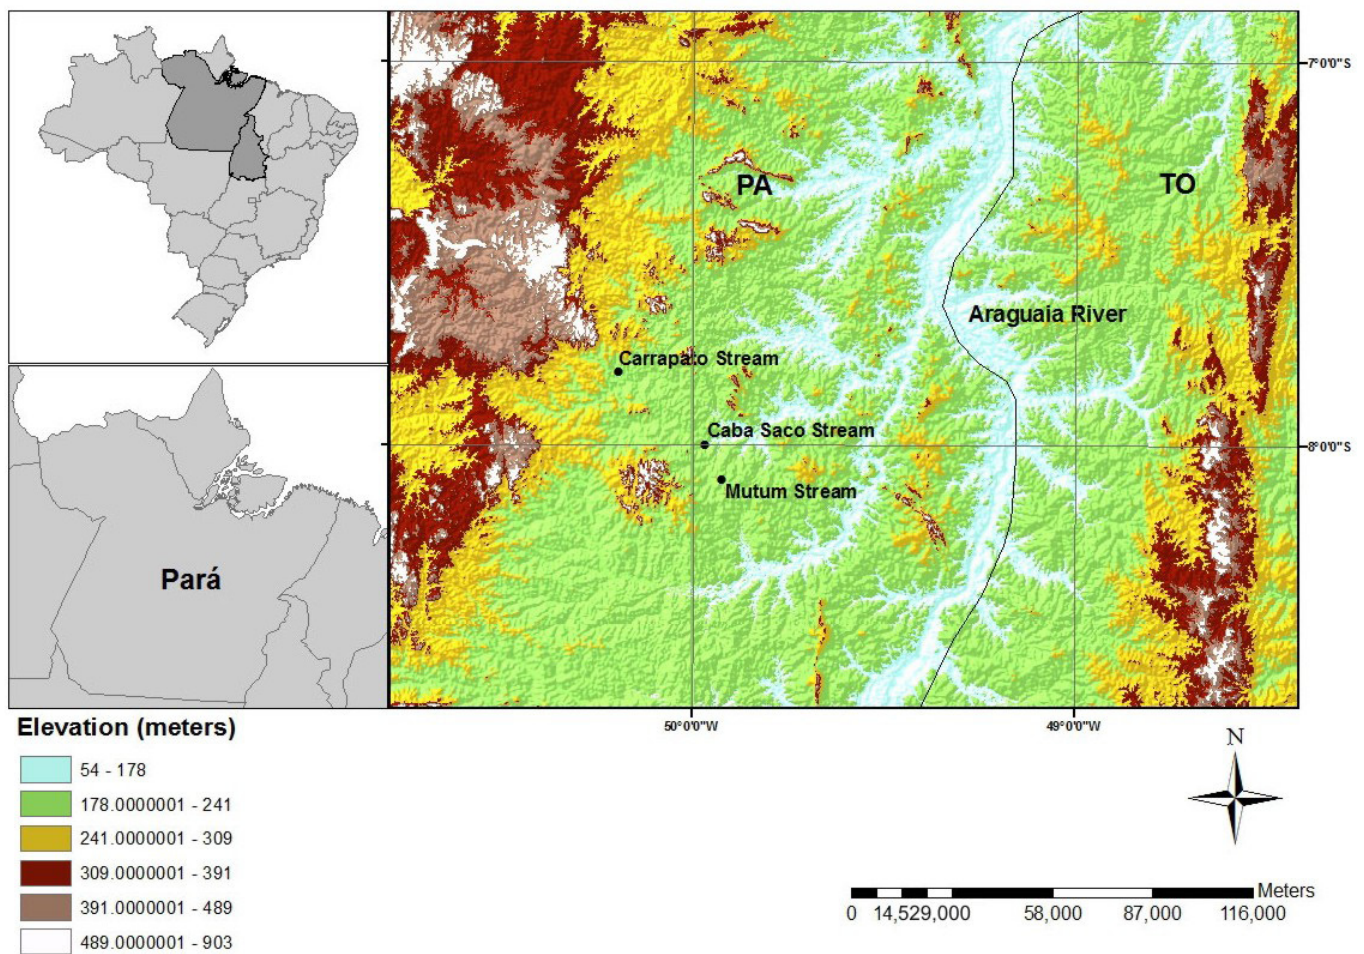 7°0'0"S
PA
TO
Araguaia River
Carrapato Stream
Caba Saco Stream
8°0'0"S
Mutum Stream
Pará
50°0'0"W
49°0'0"W
Elevation (meters)
54 - 178
178.0000001 - 241
241.0000001 - 309
309.0000001 - 391
391.0000001 - 489
489.0000001 - 903
N
Meters
0 14,529,000 58,000 87,000 116,000